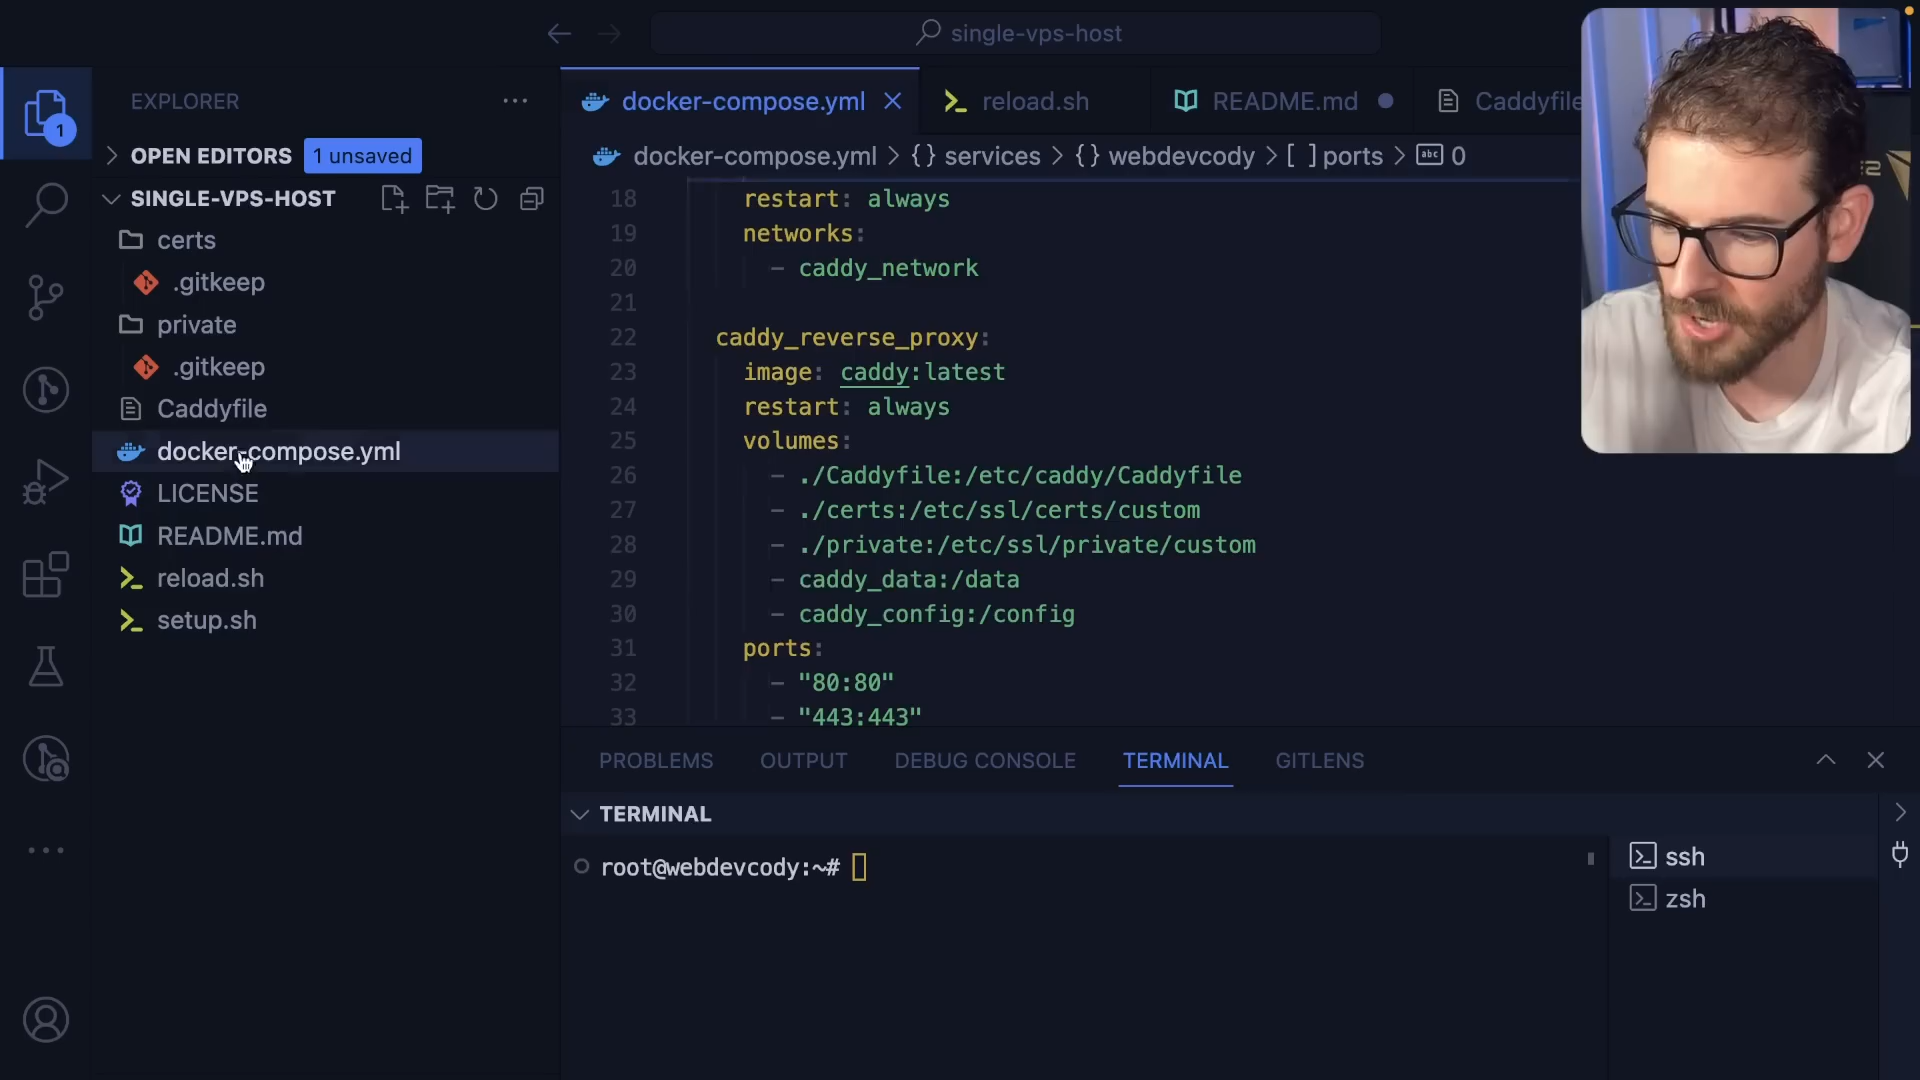 single-vps-host
EXPLORER
1
OPEN EDITORS 1 unsaved
SINGLE-VPS-HOST
certs
.gitkeep
private
.gitkeep
Caddyfile
docker-compose.yml
LICENSE
README.md
reload.sh
setup.sh
docker-compose.yml
reload.sh
README.md
Caddyfile
docker-compose.yml > {} services > {} webdevcody > [ ] ports > abc 0
18 restart: always
19 networks:
20 - caddy_network
21
22 caddy_reverse_proxy:
23 image: caddy:latest
24 restart: always
25 volumes:
26 - ./Caddyfile:/etc/caddy/Caddyfile
27 - ./certs:/etc/ssl/certs/custom
28 - ./private:/etc/ssl/private/custom
29 - caddy_data:/data
30 - caddy_config:/config
31 ports:
32 - "80:80"
33 - "443:443"
PROBLEMS OUTPUT DEBUG CONSOLE TERMINAL GITLENS
TERMINAL
root@webdevcody:~#
ssh
zsh